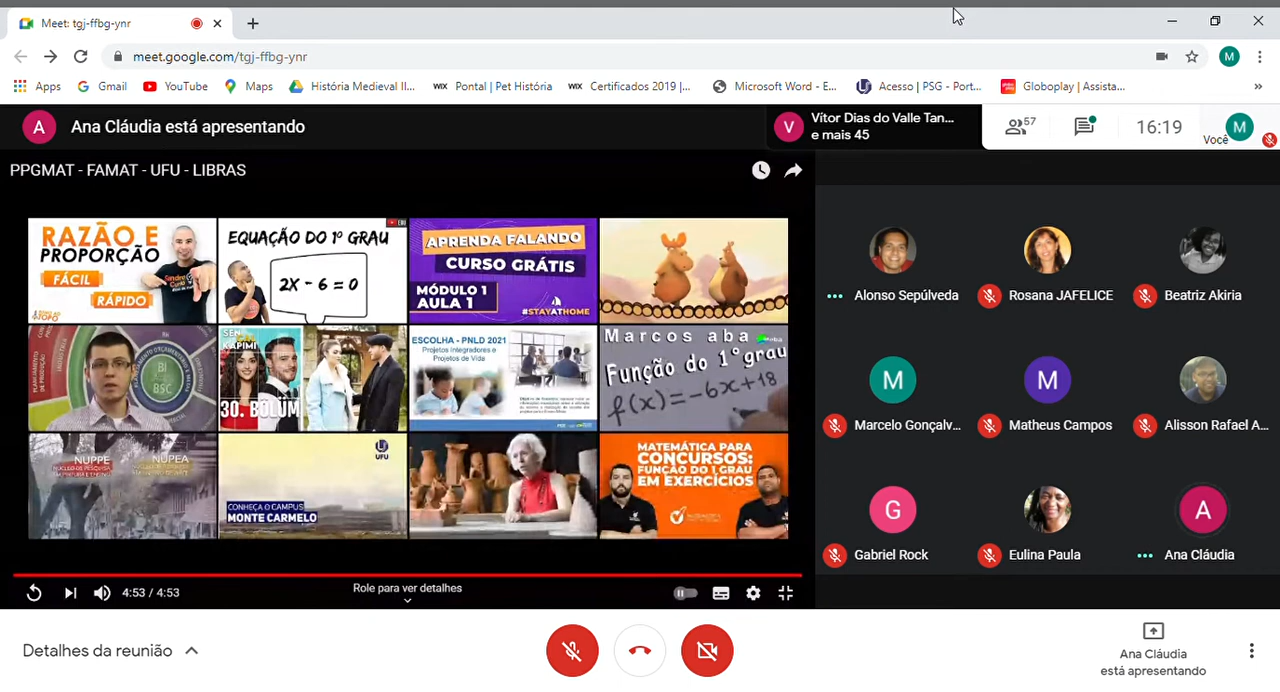 Meet: tgj-ffbg-ynr
meet.google.com/tgj-ffbg-ynr
M
Apps
Gmail
YouTube
Maps
História Medieval II...
WIX Pontal | Pet História
WIX Certificados 2019 |...
Microsoft Word - E...
Acesso | PSG - Port...
Globoplay | Assista...
»
A
Ana Cláudia está apresentando
V
Vítor Dias do Valle Tan...
e mais 45
57
16:19
Você
M
PPGMAT - FAMAT - UFU - LIBRAS
RAZÃO E
PROPORÇÃO
FÁCIL
RÁPIDO
EQUAÇÃO DO 1º GRAU
2X - 6 = 0
APRENDA FALANDO
CURSO GRÁTIS
MÓDULO 1
AULA 1
#STAYATHOME
BI
BSC
SEN
KAPIMI
30. BÖLÜM
ESCOLHA - PNLD 2021
Projetos integradores e
Projetos de Vida
Marcos aba
Função do 1º grau
f(x)=-6x+18
NUPPE
NUPEA
UFU
CONHEÇA O CAMPUS
MONTE CARMELO
MATEMÁTICA PARA
CONCURSOS:
FUNÇÃO DO 1 GRAU
EM EXERCÍCIOS
4:53 / 4:53
Role para ver detalhes
Alonso Sepúlveda
Rosana JAFELICE
Beatriz Akiria
M
M
Marcelo Gonçalv...
Matheus Campos
Alisson Rafael A...
G
A
Gabriel Rock
Eulina Paula
Ana Cláudia
Detalhes da reunião
Ana Cláudia
está apresentando